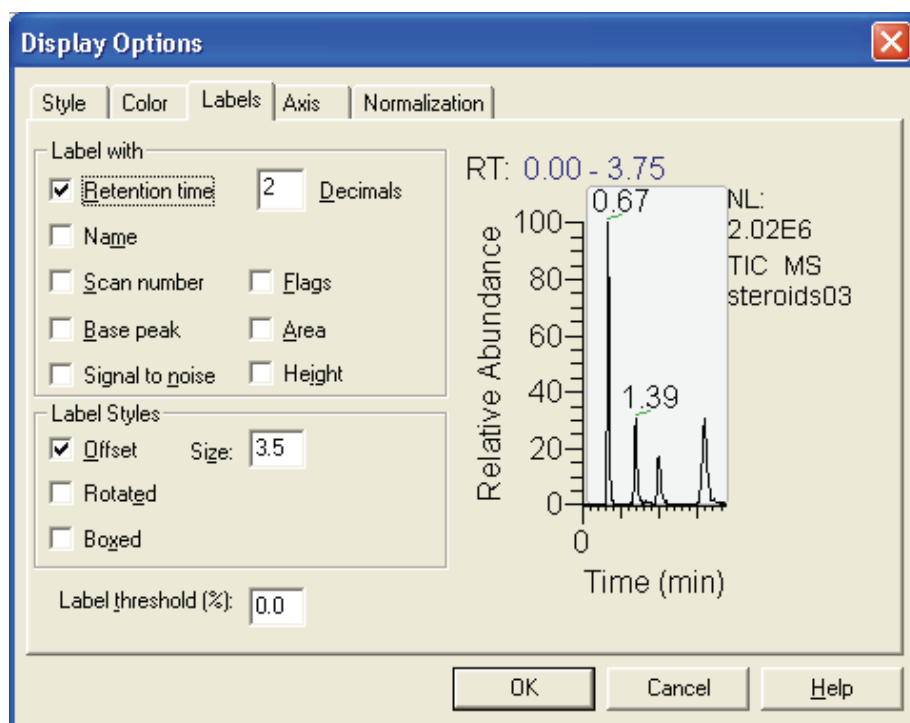 Display Options
Style Color Labels Axis Normalization
Label with
Retention time 2 Decimals
Name
Scan number Flags
Base peak Area
Signal to noise Height
Label Styles
Offset Size: 3.5
Rotated
Boxed
Label threshold (%): 0.0
RT: 0.00 - 3.75
0.67
NL:
2.02E6
TIC MS
steroids03
100
80
60
40
20
0
1.39
Relative Abundance
0
Time (min)
OK Cancel Help